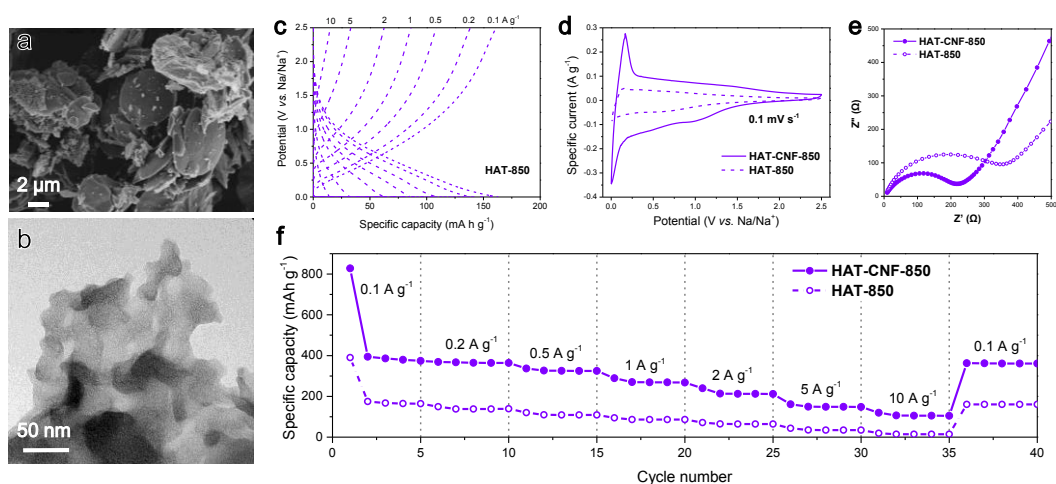 a
2 μm
b
50 nm
c
10 5 2 1 0.5 0.2 0.1 A g⁻¹
2.5
2.0
1.5
1.0
0.5
0.0
Potential (V vs. Na/Na⁺)
HAT-850
0 50 100 150 200
Specific capacity (mA h g⁻¹)
d
0.3
0.2
0.1
0.0
-0.1
-0.2
-0.3
-0.4
Specific current (A g⁻¹)
0.1 mV s⁻¹
HAT-CNF-850
HAT-850
0.0 0.5 1.0 1.5 2.0 2.5
Potential (V vs. Na/Na⁺)
e
500
400
300
200
100
0
Z'' (Ω)
HAT-CNF-850
HAT-850
0 100 200 300 400 500
Z' (Ω)
f
800
600
400
200
0
Specific capacity (mAh g⁻¹)
HAT-CNF-850
HAT-850
0.1 A g⁻¹
0.2 A g⁻¹
0.5 A g⁻¹
1 A g⁻¹
2 A g⁻¹
5 A g⁻¹
10 A g⁻¹
0.1 A g⁻¹
0 5 10 15 20 25 30 35 40
Cycle number